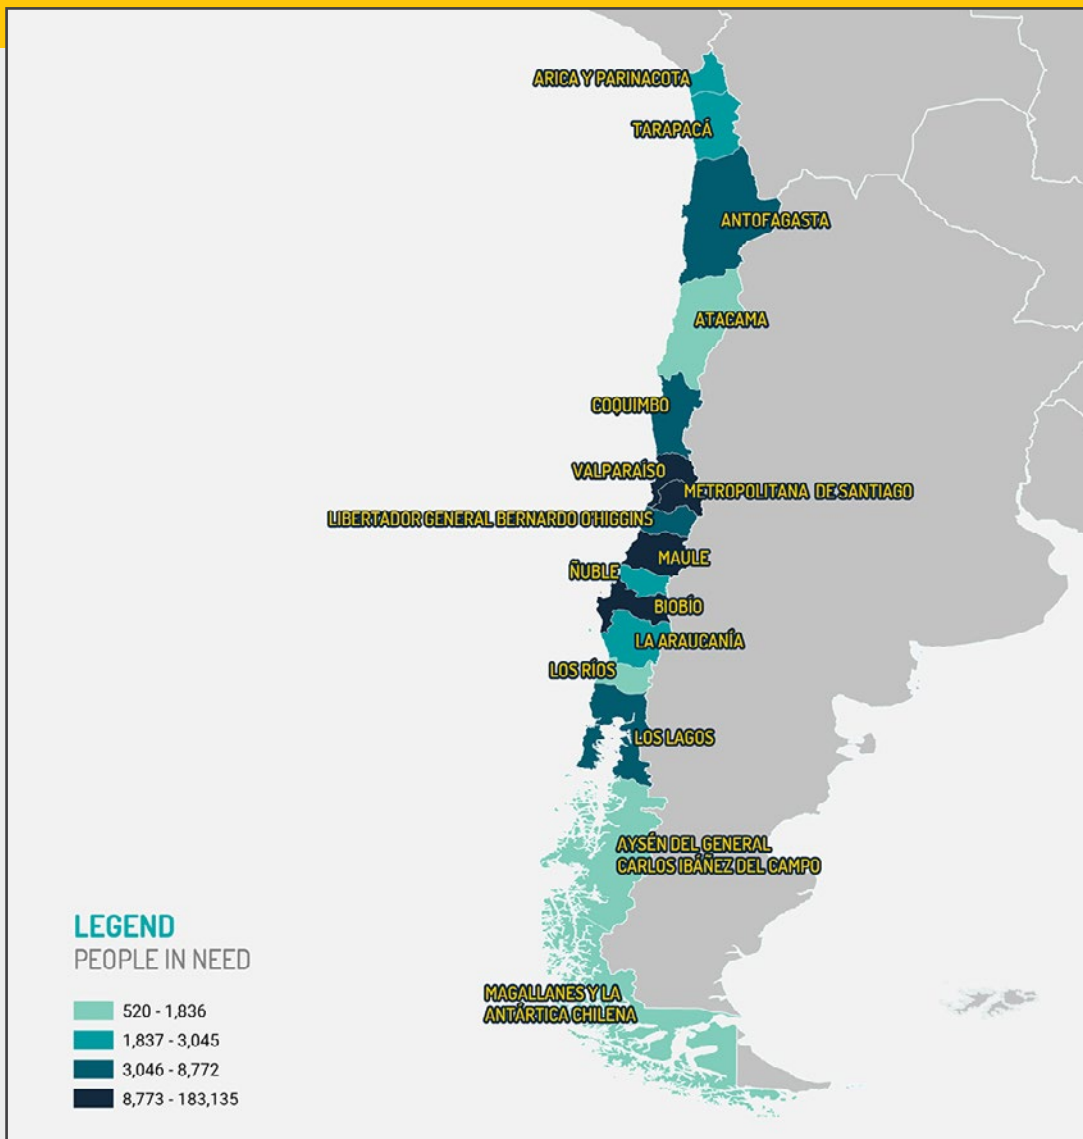 ARICA Y PARINACOTA
TARAPACÁ
ANTOFAGASTA
ATACAMA
COQUIMBO
VALPARAÍSO
METROPOLITANA DE SANTIAGO
LIBERTADOR GENERAL BERNARDO O'HIGGINS
MAULE
ÑUBLE
BIOBÍO
LA ARAUCANÍA
LOS RÍOS
LOS LAGOS
AYSÉN DEL GENERAL
CARLOS IBÁÑEZ DEL CAMPO
MAGALLANES Y LA
ANTÁRTICA CHILENA
LEGEND
PEOPLE IN NEED
520 - 1,836
1,837 - 3,045
3,046 - 8,772
8,773 - 183,135